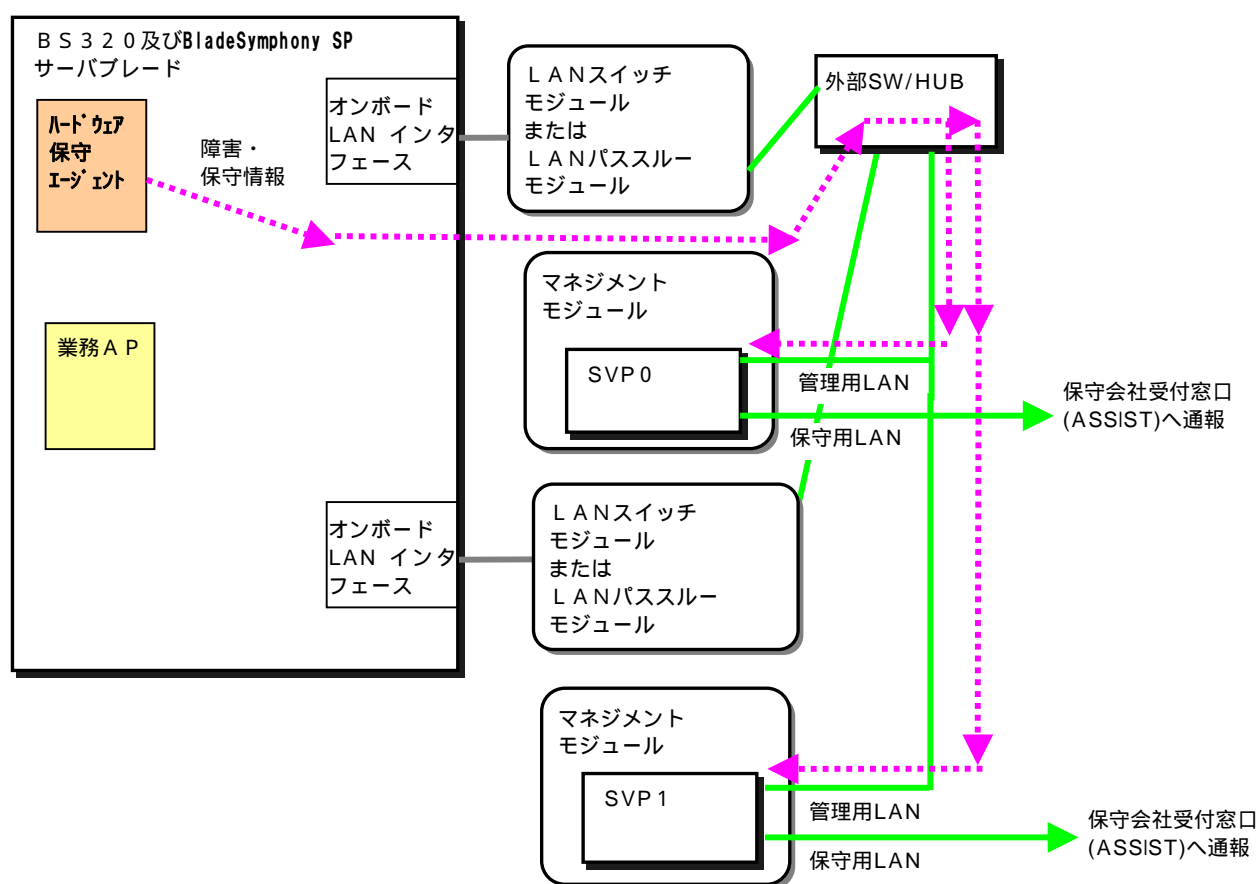 ＢＳ３２０及びBladeSymphony SP
サーバブレード
ﾊｰﾄﾞｳｪｱ
保守
ｴｰｼﾞｪﾝﾄ
障害・
保守情報
オンボード
LAN インタ
フェース
ＬＡＮスイッチ
モジュール
または
ＬＡＮパススルー
モジュール
外部SW/HUB
マネジメント
モジュール
SVP０
管理用LAN
保守用LAN
保守会社受付窓口
(ASSIST)へ通報
業務ＡＰ
オンボード
LAN インタ
フェース
ＬＡＮスイッチ
モジュール
または
ＬＡＮパススルー
モジュール
マネジメント
モジュール
SVP１
管理用LAN
保守用LAN
保守会社受付窓口
(ASSIST)へ通報